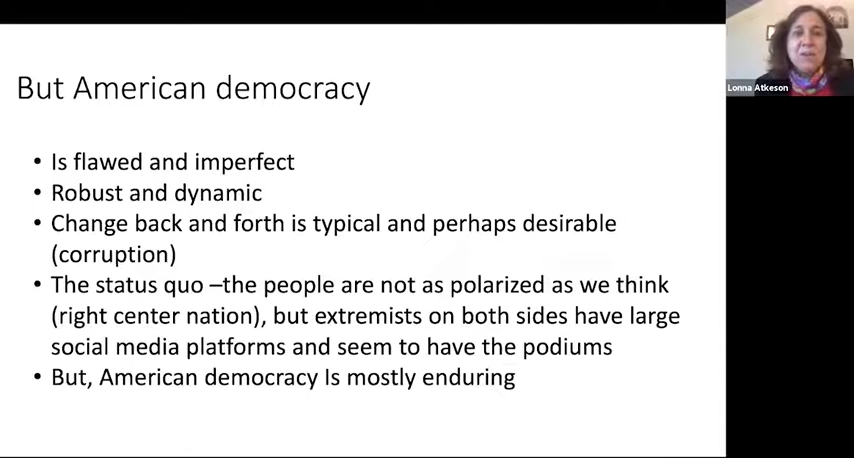 But American democracy
• Is flawed and imperfect
• Robust and dynamic
• Change back and forth is typical and perhaps desirable
(corruption)
• The status quo –the people are not as polarized as we think
(right center nation), but extremists on both sides have large
social media platforms and seem to have the podiums
• But, American democracy Is mostly enduring
Lonna Atkeson